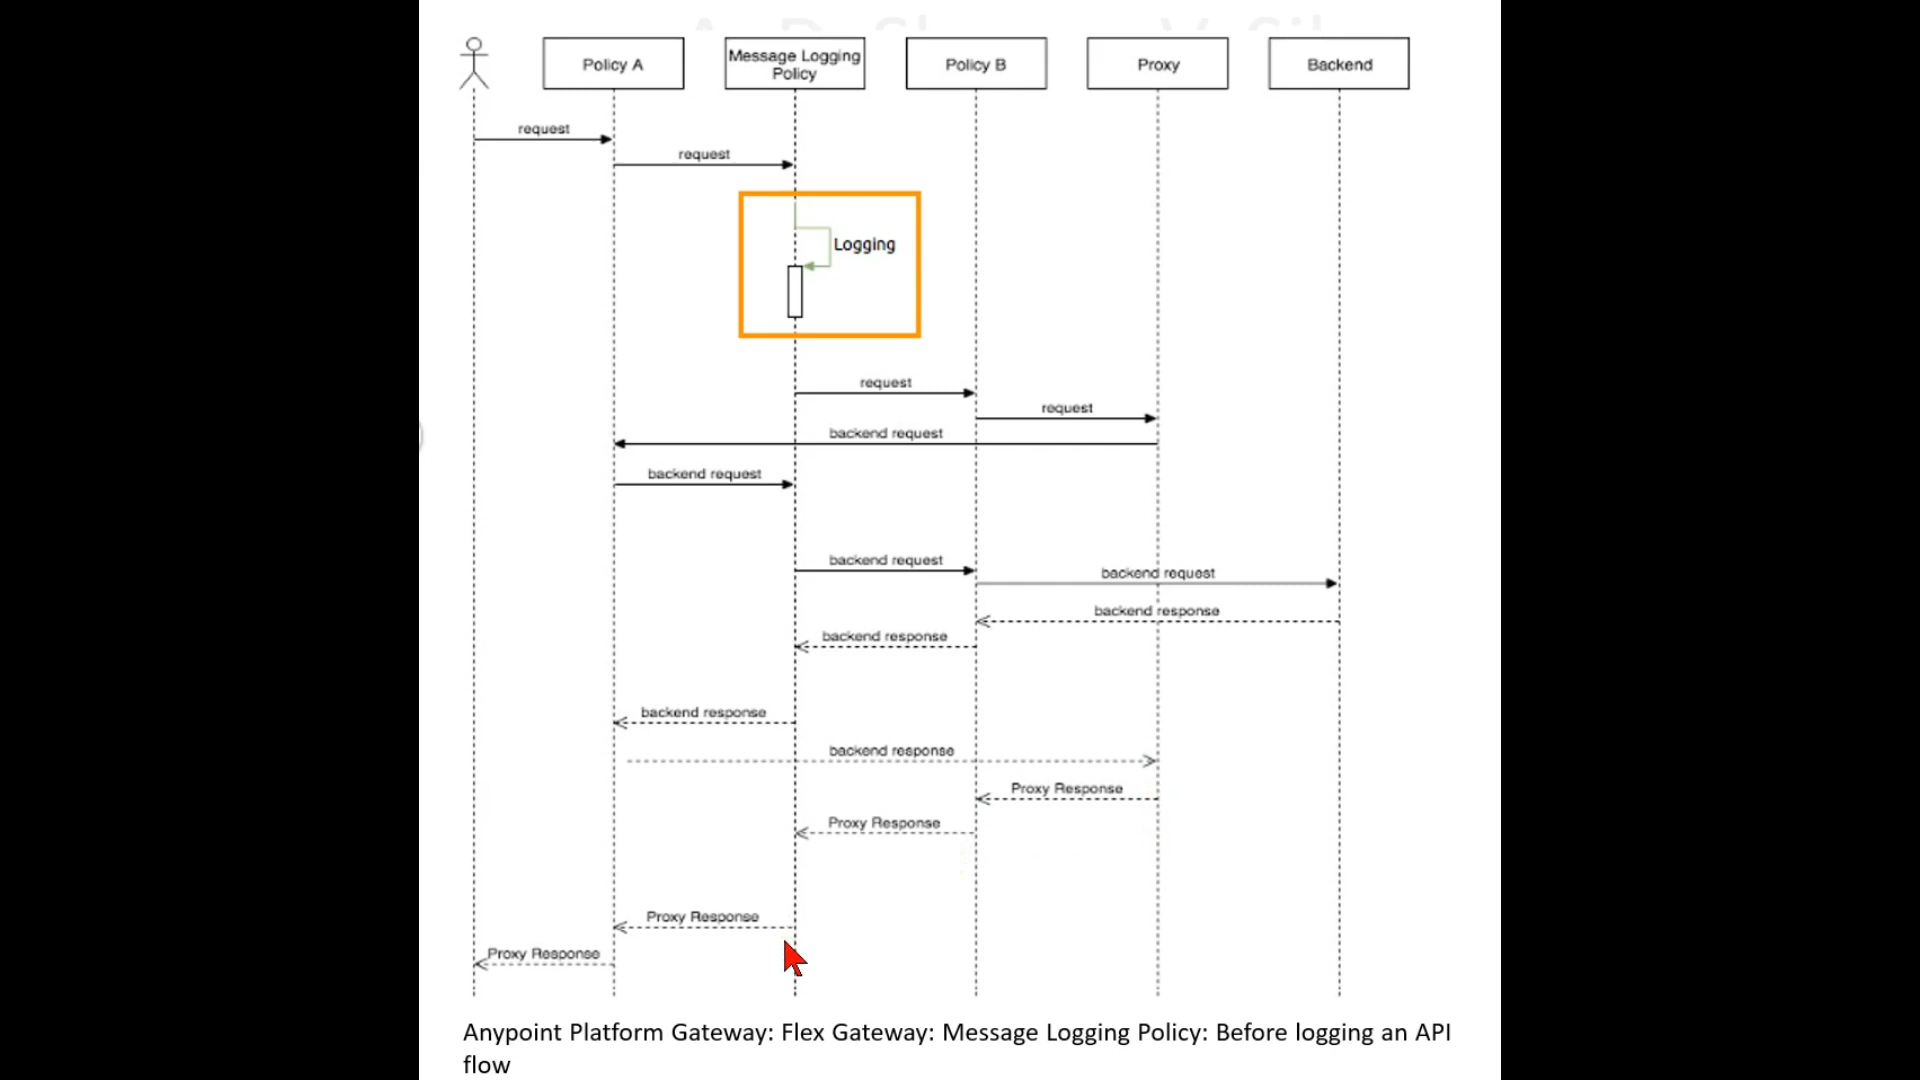 Policy A
Message Logging
Policy
Policy B
Proxy
Backend
request
request
Logging
request
request
backend request
backend request
backend request
backend request
backend response
backend response
backend response
backend response
Proxy Response
Proxy Response
Proxy Response
Proxy Response
Anypoint Platform Gateway: Flex Gateway: Message Logging Policy: Before logging an API
flow